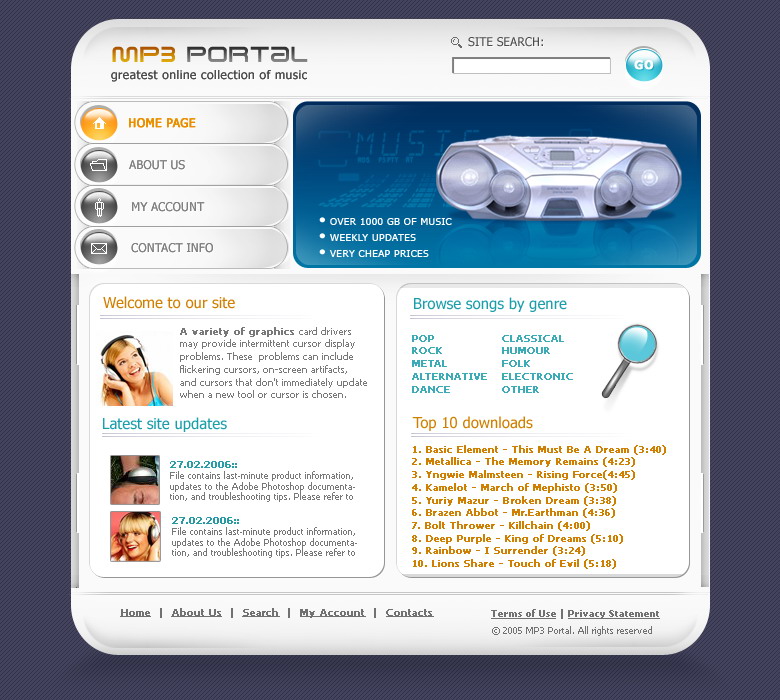 MP3 PORTAL
greatest online collection of music
SITE SEARCH:
GO
HOME PAGE
ABOUT US
MY ACCOUNT
CONTACT INFO
MUSIC
OVER 1000 GB OF MUSIC
WEEKLY UPDATES
VERY CHEAP PRICES
Welcome to our site
A variety of graphics card drivers
may provide intermittent cursor display
problems. These problems can include
flickering cursors, on-screen artifacts,
and cursors that don't immediately update
when a new tool or cursor is chosen.
Latest site updates
27.02.2006::
File contains last-minute product information,
updates to the Adobe Photoshop documenta-
tion, and troubleshooting tips. Please refer to
27.02.2006::
File contains last-minute product information,
updates to the Adobe Photoshop documenta-
tion, and troubleshooting tips. Please refer to
Browse songs by genre
POP CLASSICAL
ROCK HUMOUR
METAL FOLK
ALTERNATIVE ELECTRONIC
DANCE OTHER
Top 10 downloads
1. Basic Element - This Must Be A Dream (3:40)
2. Metallica - The Memory Remains (4:23)
3. Yngwie Malmsteen - Rising Force(4:45)
4. Kamelot - March of Mephisto (3:50)
5. Yuriy Mazur - Broken Dream (3:38)
6. Brazen Abbot - Mr.Earthman (4:36)
7. Bolt Thrower - Killchain (4:00)
8. Deep Purple - King of Dreams (5:10)
9. Rainbow - I Surrender (3:24)
10. Lions Share - Touch of Evil (5:18)
Home | About Us | Search | My Account | Contacts
Terms of Use | Privacy Statement
© 2005 MP3 Portal. All rights reserved